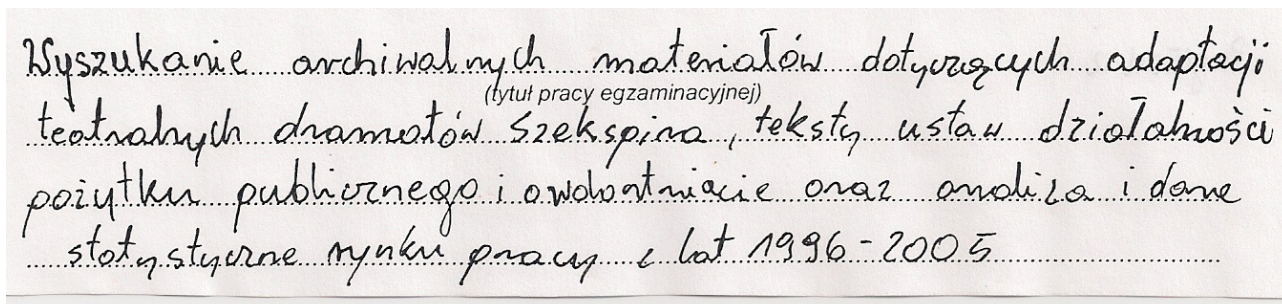 Wyszukanie archiwalnych materiałów dotyczących adaptacji
(tytuł pracy egzaminacyjnej)
teatralnych dramatów Szekspira, teksty ustaw działalności
pożytku publicznego i o wolontariacie oraz analiza i dane
statystyczne rynku pracy z lat 1996-2005